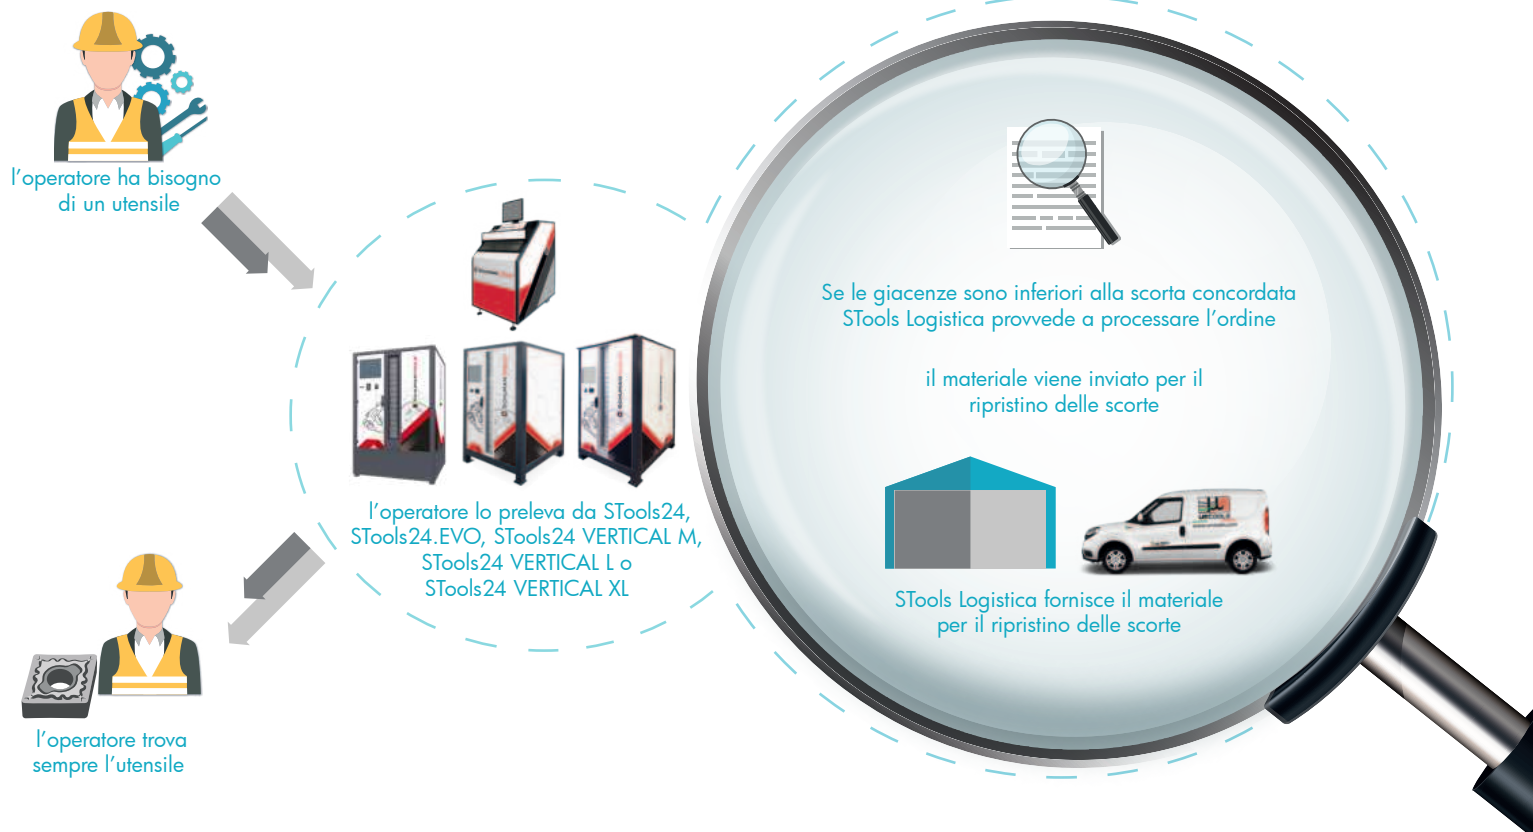 l'operatore ha bisogno
di un utensile
l'operatore lo preleva da STools24,
STools24.EVO, STools24 VERTICAL M,
STools24 VERTICAL L o
STools24 VERTICAL XL
l'operatore trova
sempre l'utensile
Se le giacenze sono inferiori alla scorta concordata
STools Logistica provvede a processare l'ordine
il materiale viene inviato per il
ripristino delle scorte
STools Logistica fornisce il materiale
per il ripristino delle scorte